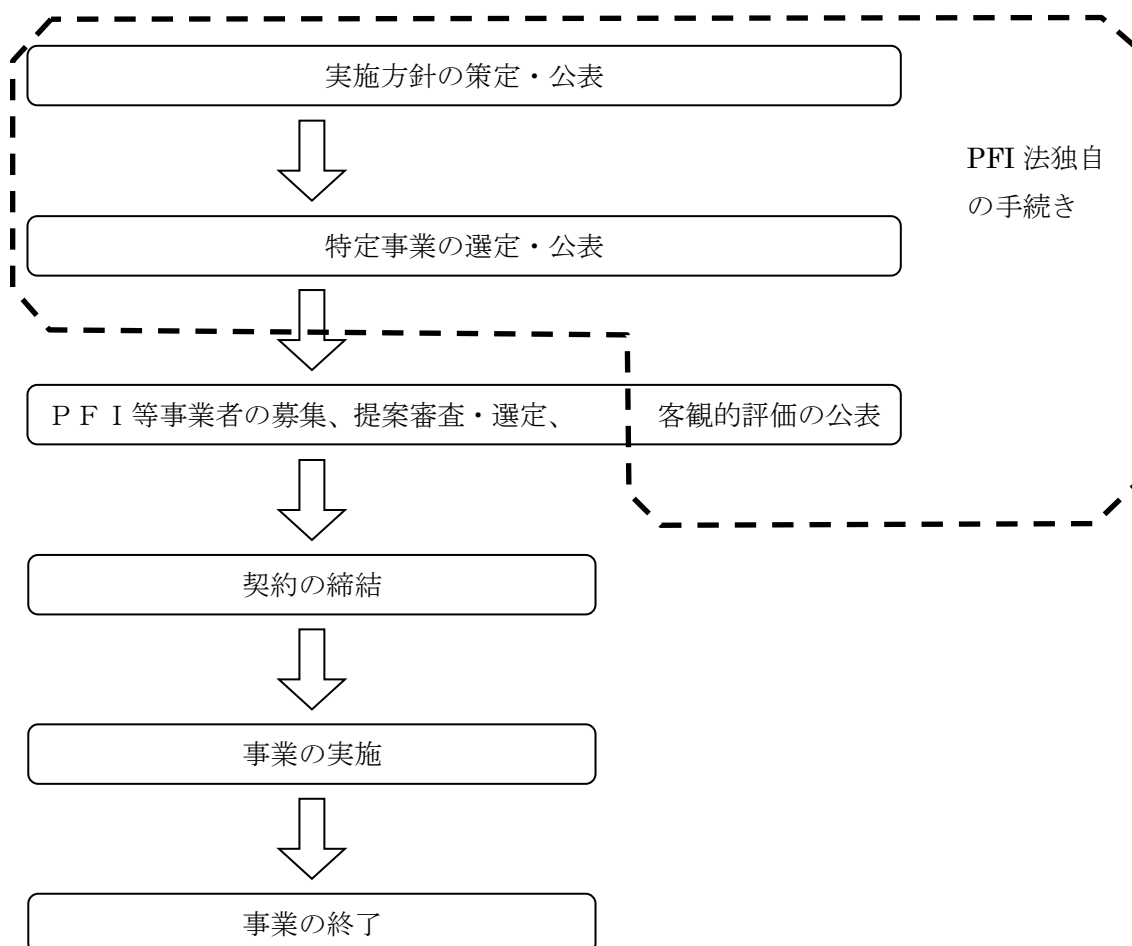 実施方針の策定・公表
PFI 法独自
の手続き
特定事業の選定・公表
ＰＦＩ等事業者の募集、提案審査・選定、 客観的評価の公表
契約の締結
事業の実施
事業の終了